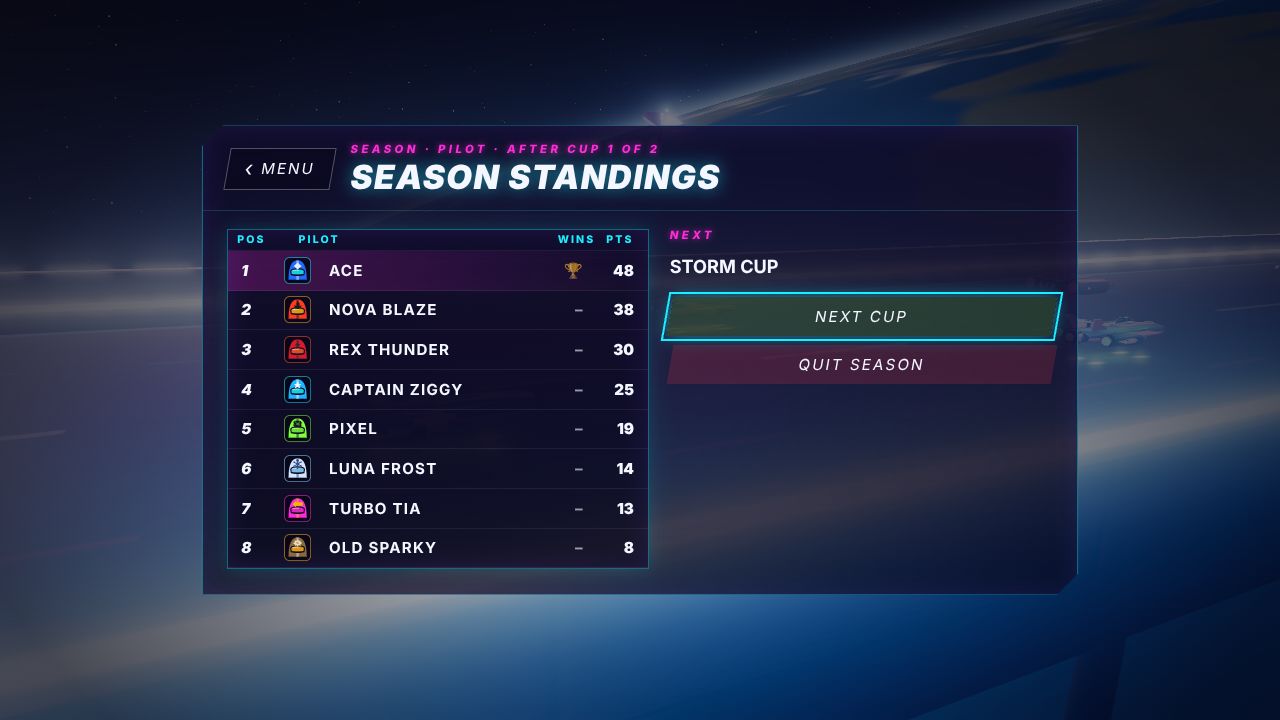 ‹ MENU
SEASON · PILOT · AFTER CUP 1 OF 2
SEASON STANDINGS
POS PILOT WINS PTS
1 ACE 48
2 NOVA BLAZE – 38
3 REX THUNDER – 30
4 CAPTAIN ZIGGY – 25
5 PIXEL – 19
6 LUNA FROST – 14
7 TURBO TIA – 13
8 OLD SPARKY – 8
NEXT
STORM CUP
NEXT CUP
QUIT SEASON